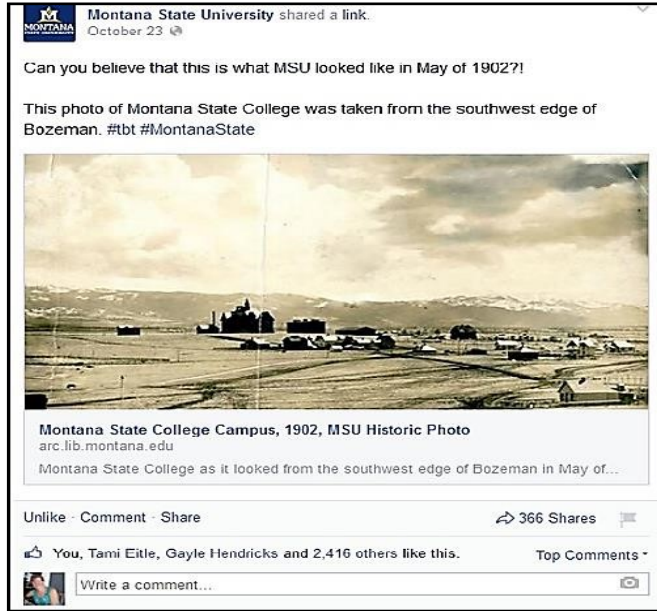 M
MONTANA
STATE UNIVERSITY
Montana State University shared a link.
October 23
Can you believe that this is what MSU looked like in May of 1902?!
This photo of Montana State College was taken from the southwest edge of
Bozeman. #tbt #MontanaState
Montana State College Campus, 1902, MSU Historic Photo
arc.lib.montana.edu
Montana State College as it looked from the southwest edge of Bozeman in May of...
Unlike · Comment · Share
366 Shares
You, Tami Eitle, Gayle Hendricks and 2,416 others like this.
Top Comments
Write a comment...